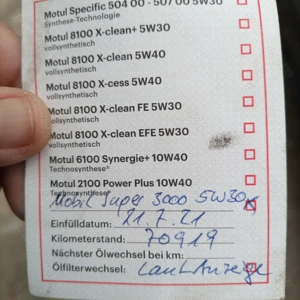 Motul Specific 504 00 - 507 00 5W30
Synthese-Technologie
Motul 8100 X-clean+ 5W30
vollsynthetisch
Motul 8100 X-clean 5W40
vollsynthetisch
Motul 8100 X-cess 5W40
vollsynthetisch
Motul 8100 X-clean FE 5W30
vollsynthetisch
Motul 8100 X-clean EFE 5W30
Motul 6100 Synergie+ 10W40
Technosynthese®
Motul 2100 Power Plus 10W40
Technosynthese®
Mobil Super 3000 5W30 x
Einfülldatum: 21.7.21
Kilometerstand: 70919
Nächster Ölwechsel bei km:
Ölfilterwechsel: Laut Anzeige